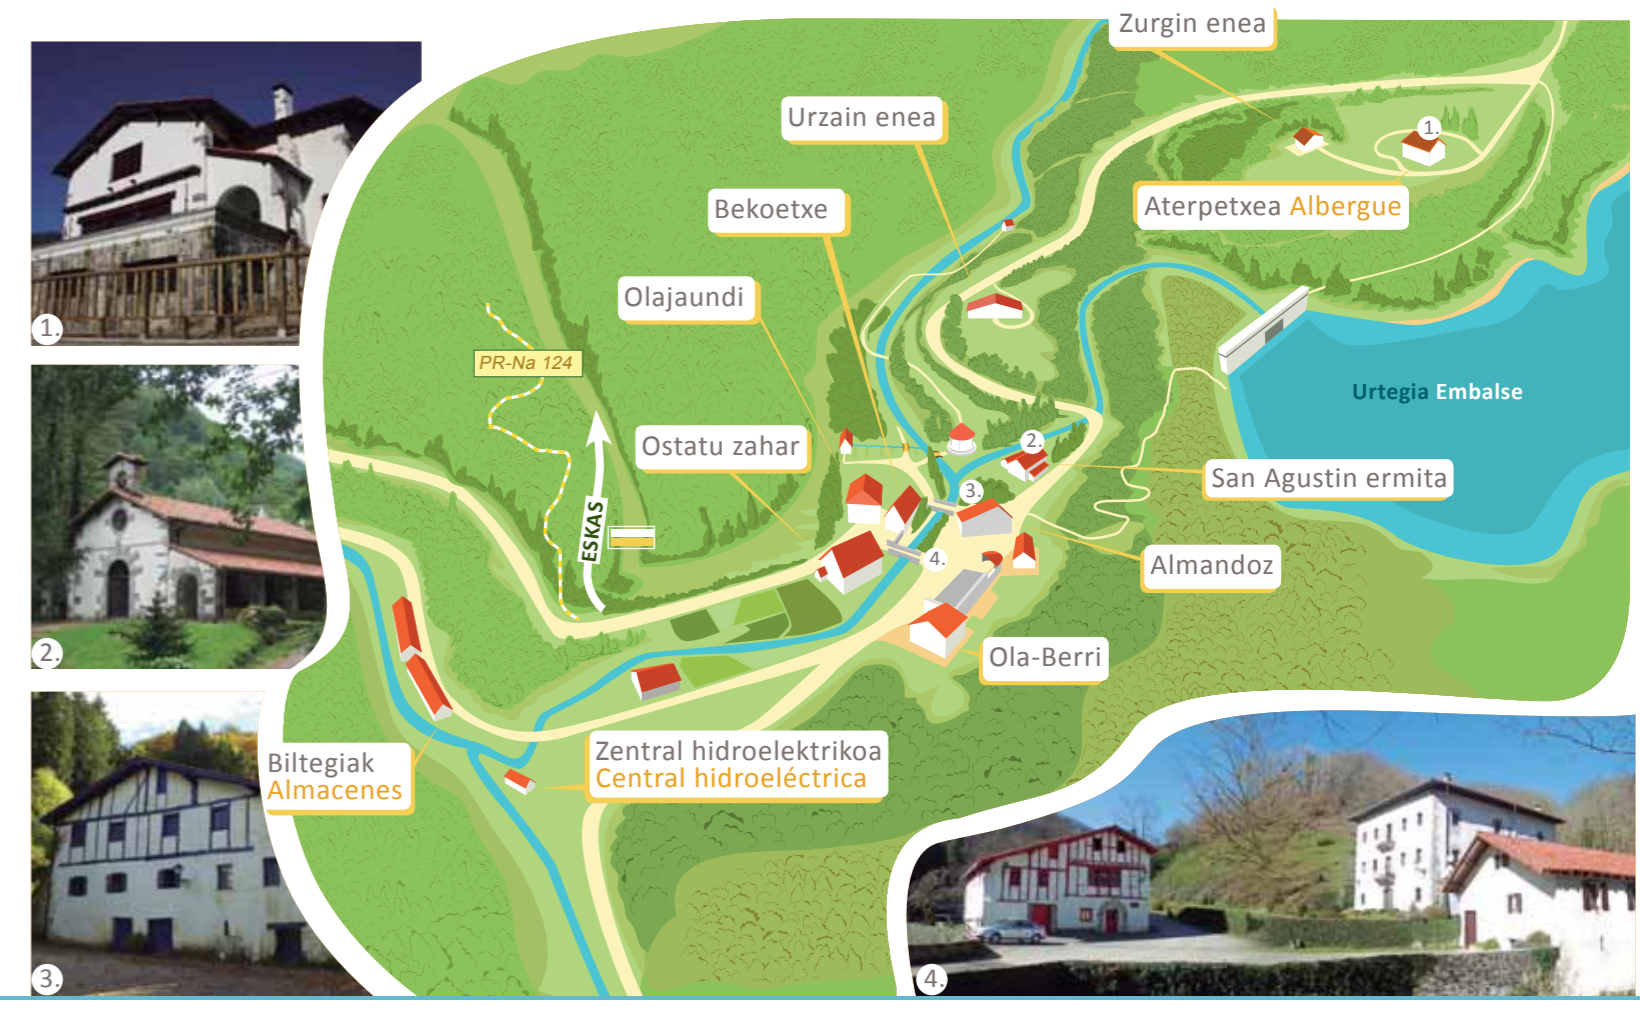 Zurgin enea
Urzain enea
1.
Bekoetxe
Aterpetxea Albergue
Olajaundi
1.
PR-Na 124
Urtegia Embalse
Ostatu zahar
2.
San Agustin ermita
3.
ESKAS
4.
Almandoz
2.
Ola-Berri
Biltegiak
Almacenes
Zentral hidroelektrikoa
Central hidroeléctrica
3.
4.